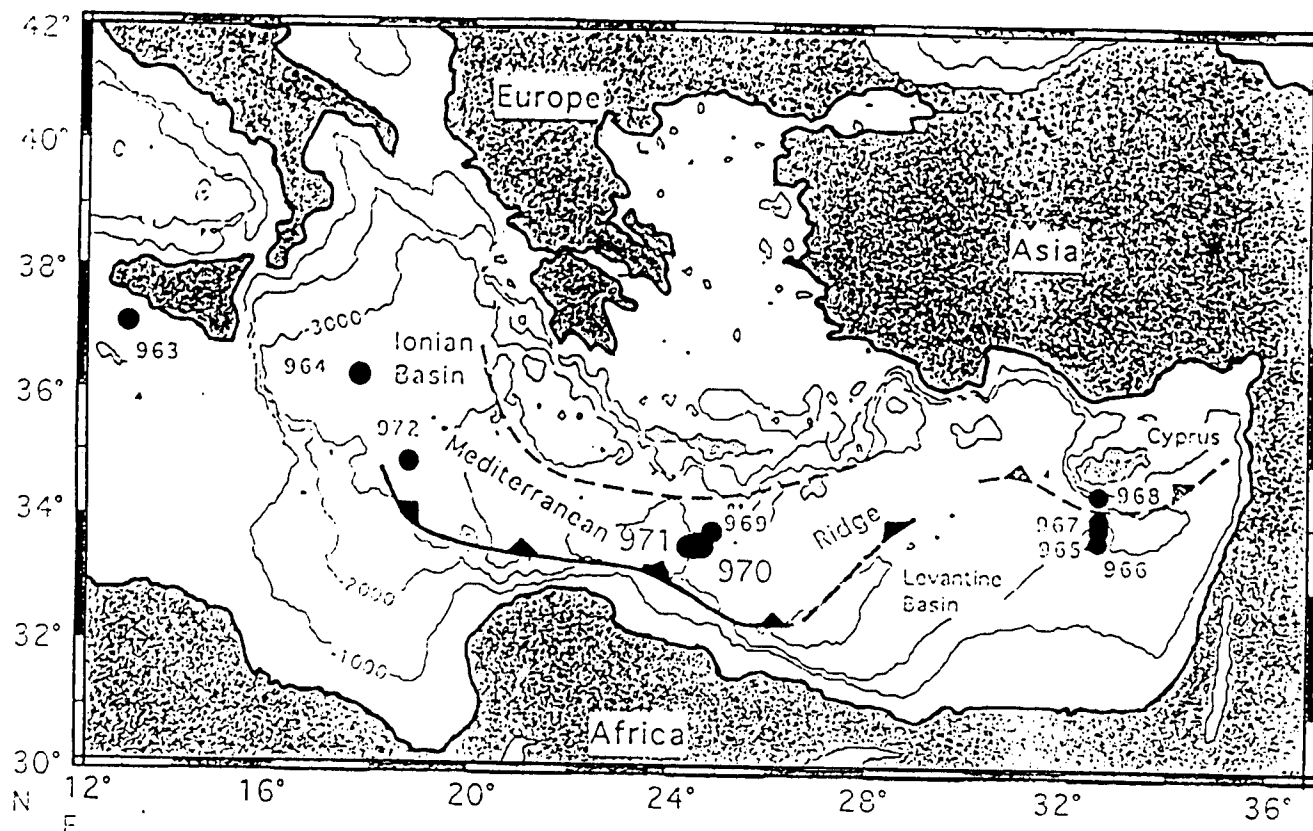 42°
40°
38°
36°
34°
32°
30°
12°
16°
20°
24°
28°
32°
36°
N
E
Europe
Asia
Africa
-3000
Ionian
Basin
963
964
972
Mediterranean
Ridge
971
969
970
Levantine
Basin
Cyprus
968
967
965
966
-2000
-1000